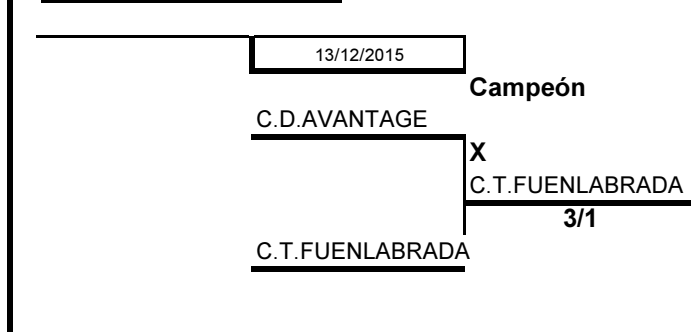 13/12/2015
Campeón
C.D.AVANTAGE
X
C.T.FUENLABRADA
3/1
C.T.FUENLABRADA